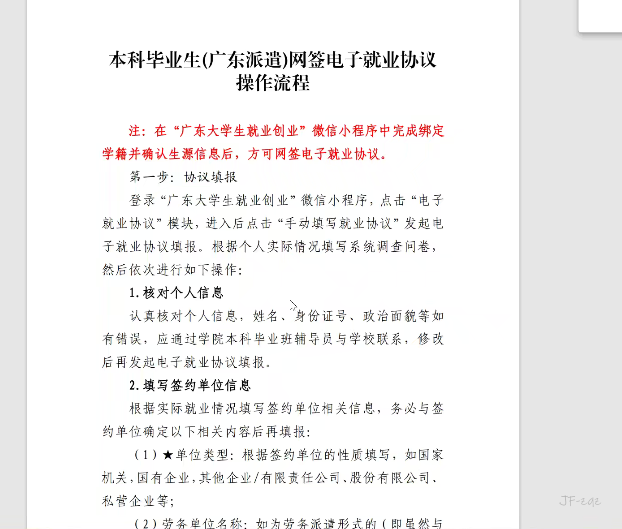 本科毕业生(广东派遣)网签电子就业协议
操作流程
注：在“广东大学生就业创业”微信小程序中完成绑定
学籍并确认生源信息后，方可网签电子就业协议。
第一步：协议填报
登录“广东大学生就业创业”微信小程序，点击“电子
就业协议”模块，进入后点击“手动填写就业协议”发起电
子就业协议填报。根据个人实际情况填写系统调查问卷，
然后依次进行如下操作：
1.核对个人信息
认真核对个人信息，姓名、身份证号、政治面貌等如
有错误，应通过学院本科毕业班辅导员与学校联系，修改
后再发起电子就业协议填报。
2.填写签约单位信息
根据实际就业情况填写签约单位相关信息，务必与签
约单位确定以下相关内容后再填报：
（1）★单位类型：根据签约单位的性质填写，如国家
机关，国有企业，其他企业/有限责任公司、股份有限公司、
私营企业等；
（2）劳务单位名称：如为劳务派遣形式的（即虽然与